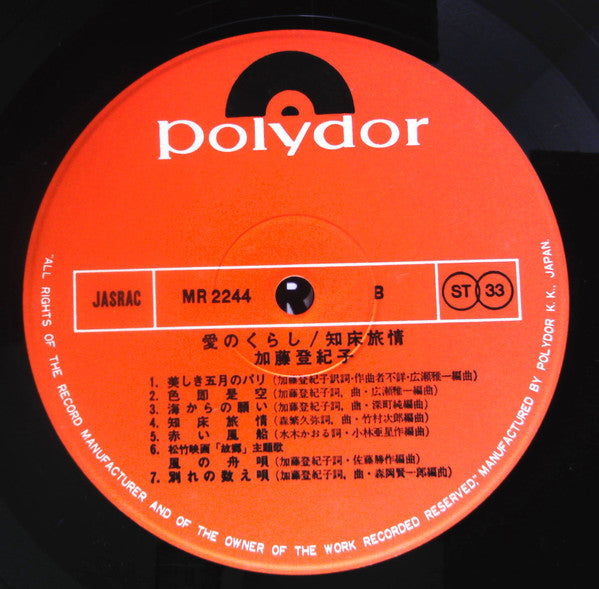 polydor
JASRAC MR 2244 B ST 33
愛のくらし/知床旅情
加藤登紀子
1. 美しき五月のパリ(加藤登紀子訳詞・作曲者不詳・広瀬雅一編曲)
2. 色即是空(加藤登紀子詞、曲・広瀬雅一編曲)
3. 海からの願い(加藤登紀子詞、曲・深町純編曲)
4. 知床旅情(森繁久弥詞、曲・竹村次郎編曲)
5. 赤い風船(水木かおる詞・小林亜星作編曲)
6. 松竹映画「故郷」主題歌
風の舟唄(加藤登紀子詞・佐藤勝作編曲)
7. 別れの数え唄(加藤登紀子詞、曲・森岡賢一郎編曲)
"ALL RIGHTS OF THE RECORD MANUFACTURER AND OF THE OWNER OF THE WORK RECORDED RESERVED," MANUFACTURED BY POLYDOR K.K., JAPAN.